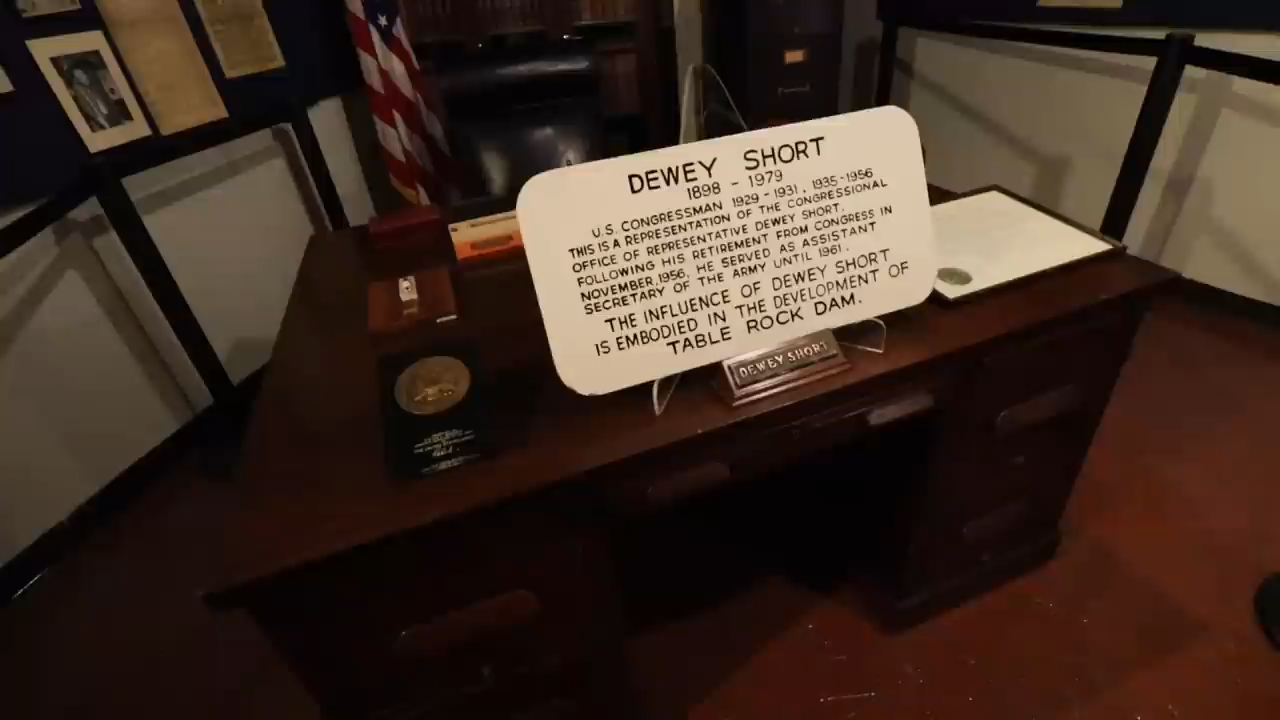 DEWEY SHORT
1898 - 1979
U.S. CONGRESSMAN 1929 - 1931, 1935-1956
THIS IS A REPRESENTATION OF THE CONGRESSIONAL
OFFICE OF REPRESENTATIVE DEWEY SHORT.
FOLLOWING HIS RETIREMENT FROM CONGRESS IN
NOVEMBER,1956, HE SERVED AS ASSISTANT
SECRETARY OF THE ARMY UNTIL 1961.
THE INFLUENCE OF DEWEY SHORT
IS EMBODIED IN THE DEVELOPMENT OF
TABLE ROCK DAM.
DEWEY SHORT